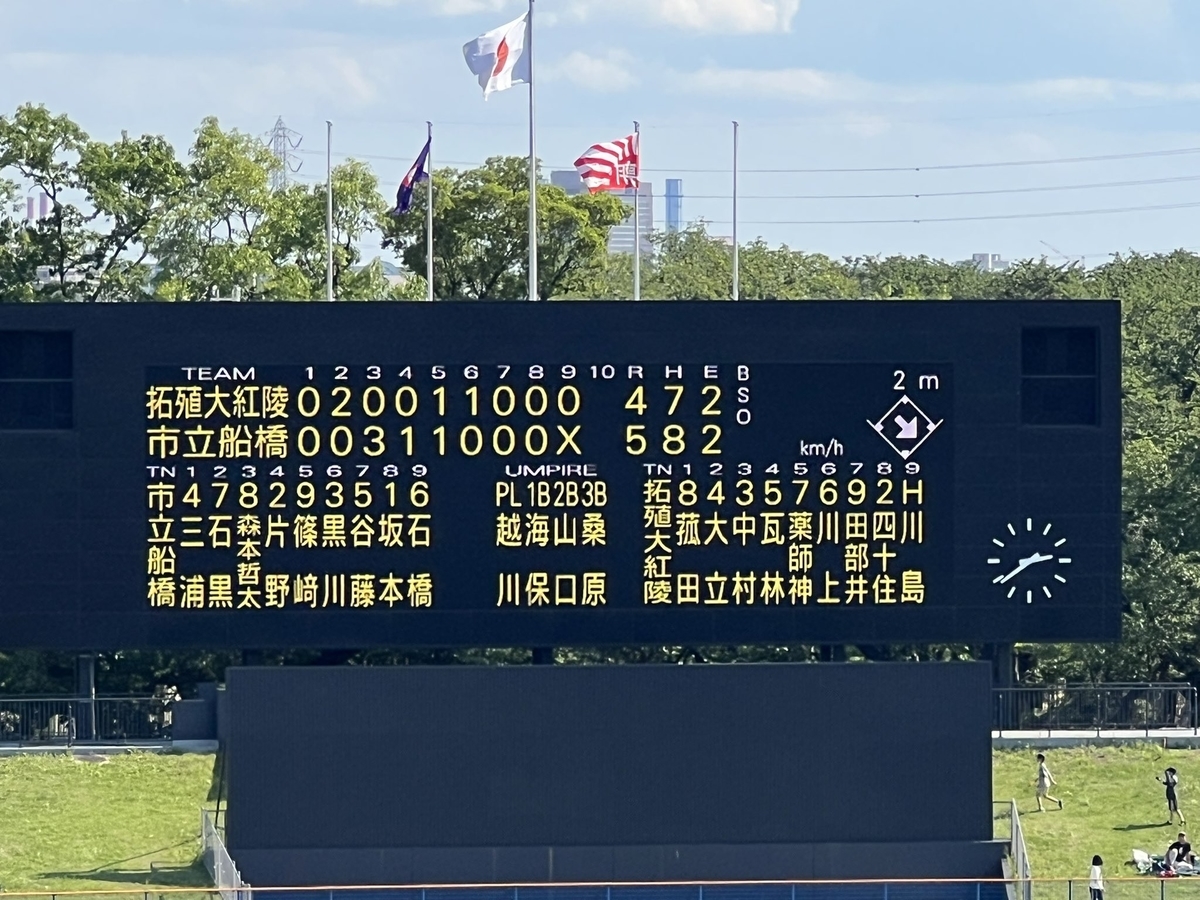 TEAM 1 2 3 4 5 6 7 8 9 10 R H E
拓殖大紅陵 0 2 0 0 1 1 0 0 0 4 7 2
市立船橋 0 0 3 1 1 0 0 0 X 5 8 2
B
S
O
2 m
km/h
TN 1 2 3 4 5 6 7 8 9
市立船橋
4 7 8 2 9 3 5 1 6
三浦
石黒
森本哲太
片野
篠﨑
黒川
谷藤
坂本
石橋
UMPIRE
PL 1B 2B 3B
越川
海保
山口
桑原
TN 1 2 3 4 5 6 7 8 9
拓殖大紅陵
8 4 3 5 7 6 9 2 H
菰田
大立
中村
瓦林
薬師神
川上
田部井
四十住
川島